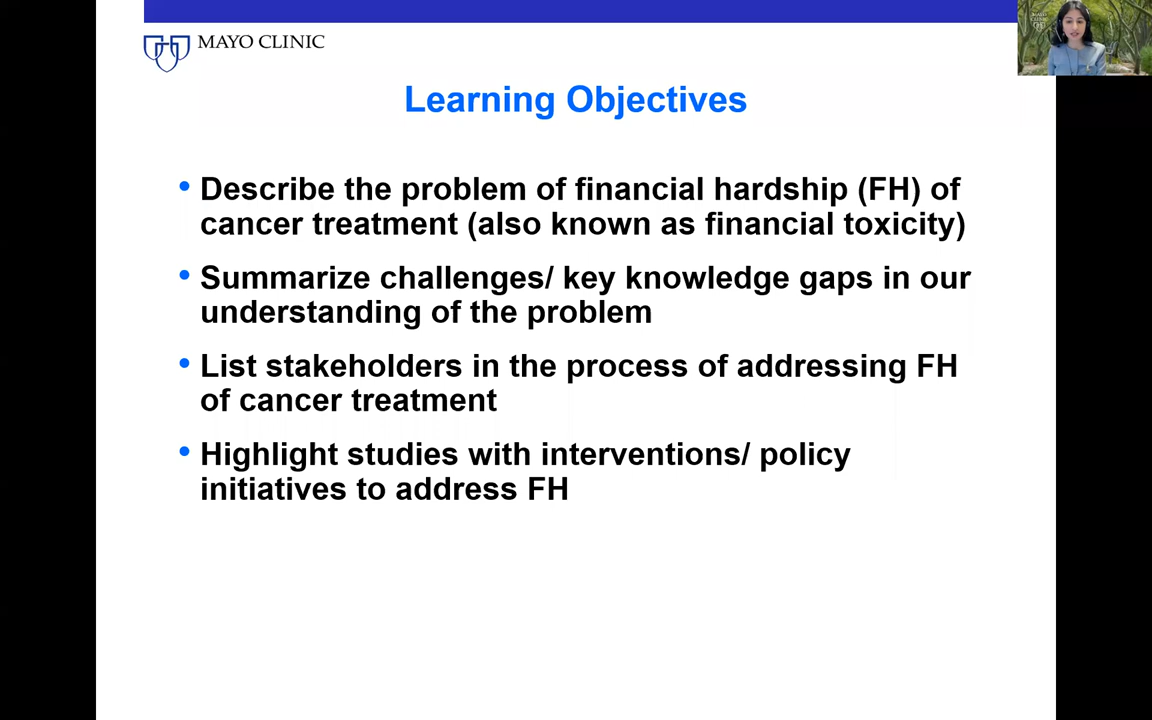 MAYO CLINIC
Learning Objectives
• Describe the problem of financial hardship (FH) of
cancer treatment (also known as financial toxicity)
• Summarize challenges/ key knowledge gaps in our
understanding of the problem
• List stakeholders in the process of addressing FH
of cancer treatment
• Highlight studies with interventions/ policy
initiatives to address FH